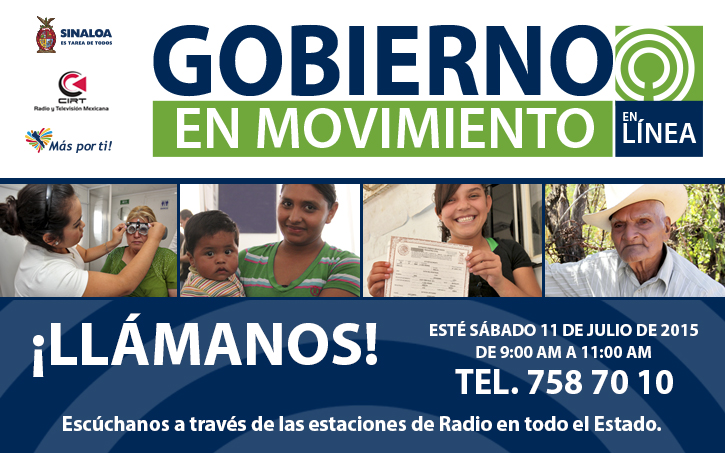 SINALOA
ES TAREA DE TODOS
CIRT
Radio y Televisión Mexicana
Más por ti!
GOBIERNO
EN MOVIMIENTO
EN
LÍNEA
¡LLÁMANOS!
ESTÉ SÁBADO 11 DE JULIO DE 2015
DE 9:00 AM A 11:00 AM
TEL. 758 70 10
Escúchanos a través de las estaciones de Radio en todo el Estado.